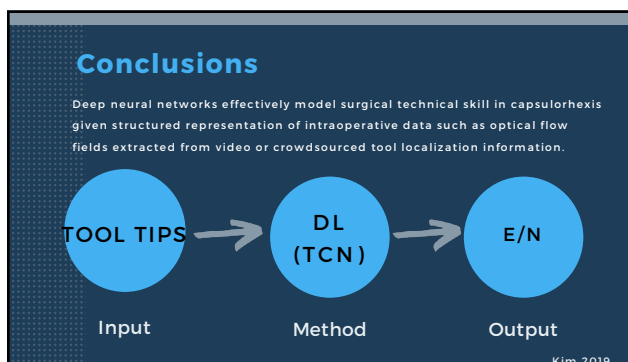 Conclusions
Deep neural networks effectively model surgical technical skill in capsulorhexis
given structured representation of intraoperative data such as optical flow
fields extracted from video or crowdsourced tool localization information.
TOOL TIPS
DL
(TCN)
E/N
Input
Method
Output
Kim 2019